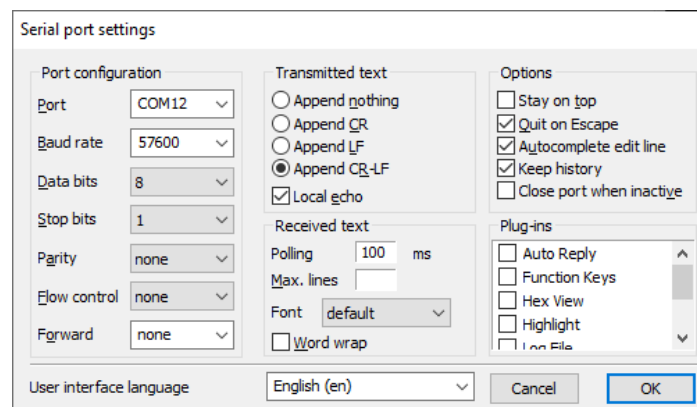 Serial port settings
Port configuration
Port COM12
Baud rate 57600
Data bits 8
Stop bits 1
Parity none
Flow control none
Forward none
Transmitted text
Append nothing
Append CR
Append LF
Append CR-LF
Local echo
Received text
Polling 100 ms
Max. lines
Font default
Word wrap
Options
Stay on top
Quit on Escape
Autocomplete edit line
Keep history
Close port when inactive
Plug-ins
Auto Reply
Function Keys
Hex View
Highlight
Log File
User interface language English (en)
Cancel OK